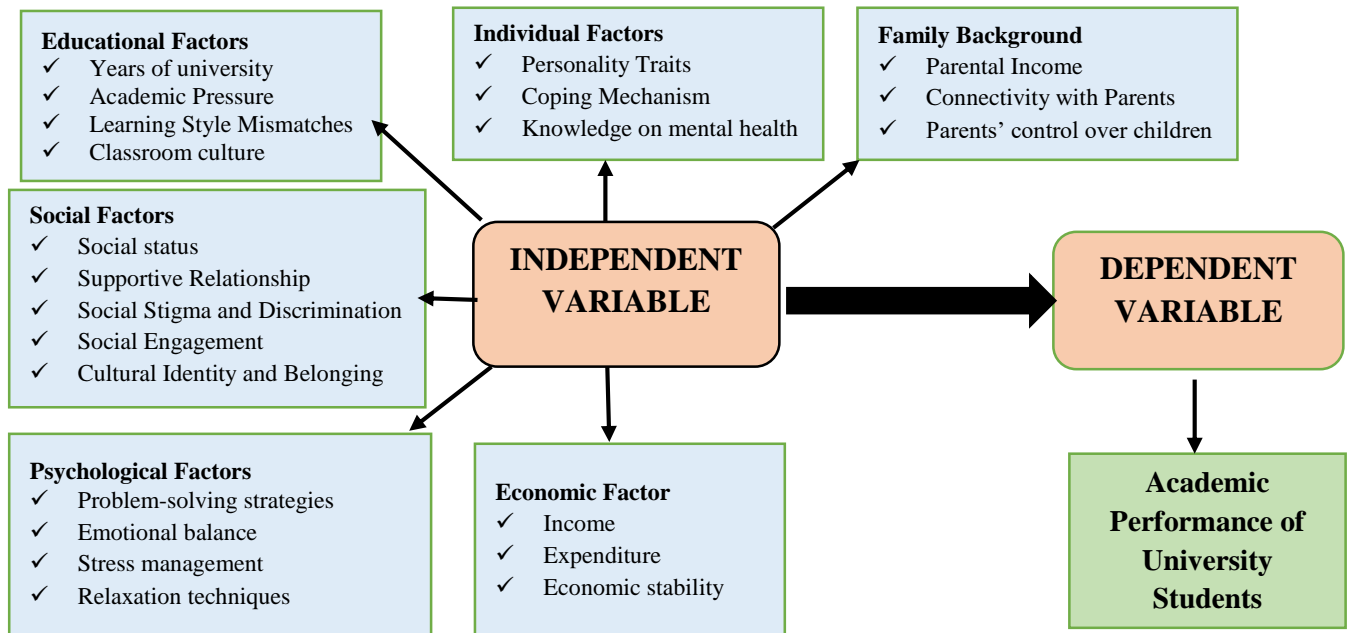 Educational Factors
✓ Years of university
✓ Academic Pressure
✓ Learning Style Mismatches
✓ Classroom culture
Individual Factors
✓ Personality Traits
✓ Coping Mechanism
✓ Knowledge on mental health
Family Background
✓ Parental Income
✓ Connectivity with Parents
✓ Parents’ control over children
Social Factors
✓ Social status
✓ Supportive Relationship
✓ Social Stigma and Discrimination
✓ Social Engagement
✓ Cultural Identity and Belonging
INDEPENDENT
VARIABLE
DEPENDENT
VARIABLE
Psychological Factors
✓ Problem-solving strategies
✓ Emotional balance
✓ Stress management
✓ Relaxation techniques
Economic Factor
✓ Income
✓ Expenditure
✓ Economic stability
Academic
Performance of
University
Students